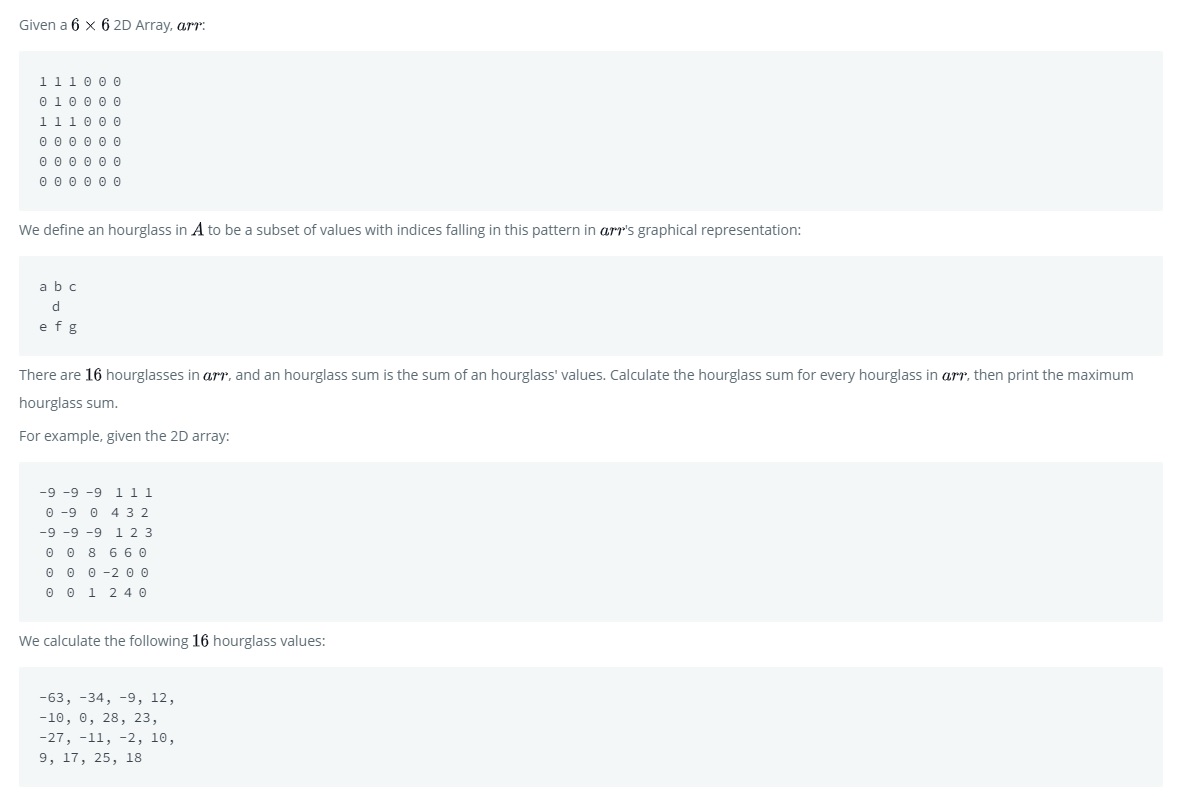 Given a 6 × 6 2D Array, arr:
1 1 1 0 0 0
0 1 0 0 0 0
1 1 1 0 0 0
0 0 0 0 0 0
0 0 0 0 0 0
0 0 0 0 0 0
We define an hourglass in A to be a subset of values with indices falling in this pattern in arr's graphical representation:
a b c
  d
e f g
There are 16 hourglasses in arr, and an hourglass sum is the sum of an hourglass' values. Calculate the hourglass sum for every hourglass in arr, then print the maximum
hourglass sum.
For example, given the 2D array:
-9 -9 -9  1 1 1
 0 -9  0  4 3 2
-9 -9 -9  1 2 3
 0  0  8  6 6 0
 0  0  0 -2 0 0
 0  0  1  2 4 0
We calculate the following 16 hourglass values:
-63, -34, -9, 12,
-10, 0, 28, 23,
-27, -11, -2, 10,
9, 17, 25, 18